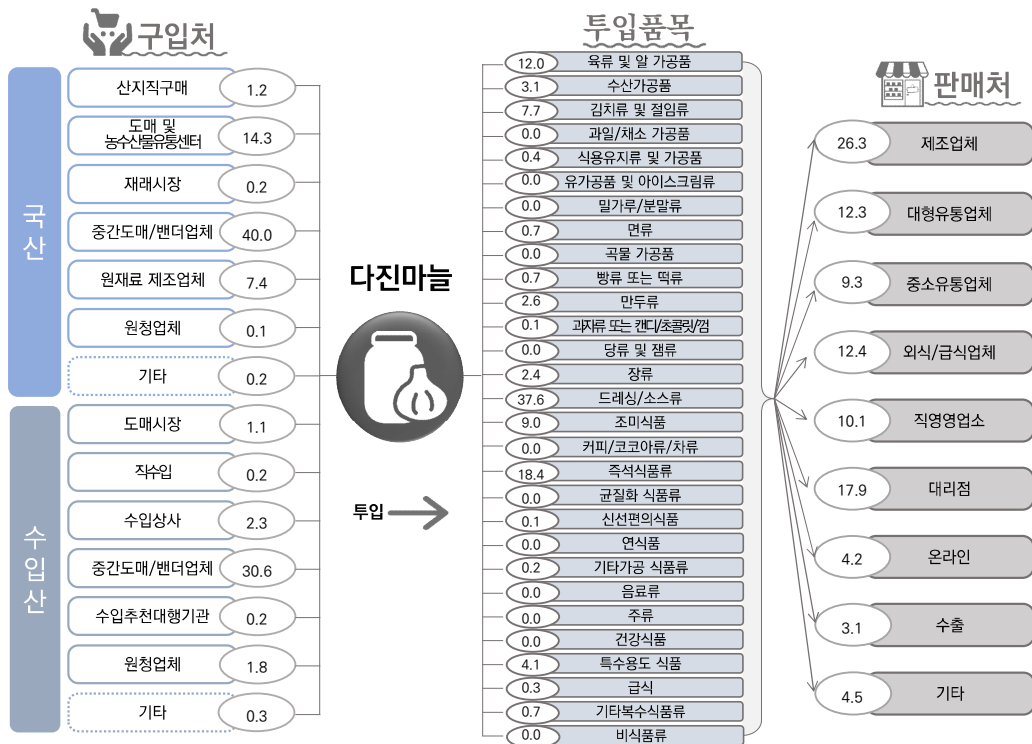 구입처
국산
산지직구매 1.2
도매 및
농수산물유통센터 14.3
재래시장 0.2
중간도매/밴더업체 40.0
원재료 제조업체 7.4
원청업체 0.1
기타 0.2
수입산
도매시장 1.1
직수입 0.2
수입상사 2.3
중간도매/밴더업체 30.6
수입추천대행기관 0.2
원청업체 1.8
기타 0.3
다진마늘
투입
투입품목
12.0 육류 및 알 가공품
3.1 수산가공품
7.7 김치류 및 절임류
0.0 과일/채소 가공품
0.4 식용유지류 및 가공품
0.0 유가공품 및 아이스크림류
0.0 밀가루/분말류
0.7 면류
0.0 곡물 가공품
0.7 빵류 또는 떡류
2.6 만두류
0.1 과자류 또는 캔디/초콜릿/껌
0.0 당류 및 잼류
2.4 장류
37.6 드레싱/소스류
9.0 조미식품
0.0 커피/코코아류/차류
18.4 즉석식품류
0.0 균질화 식품류
0.1 신선편의식품
0.0 연식품
0.2 기타가공 식품류
0.0 음료류
0.0 주류
0.0 건강식품
4.1 특수용도 식품
0.3 급식
0.7 기타복수식품류
0.0 비식품류
판매처
26.3 제조업체
12.3 대형유통업체
9.3 중소유통업체
12.4 외식/급식업체
10.1 직영영업소
17.9 대리점
4.2 온라인
3.1 수출
4.5 기타